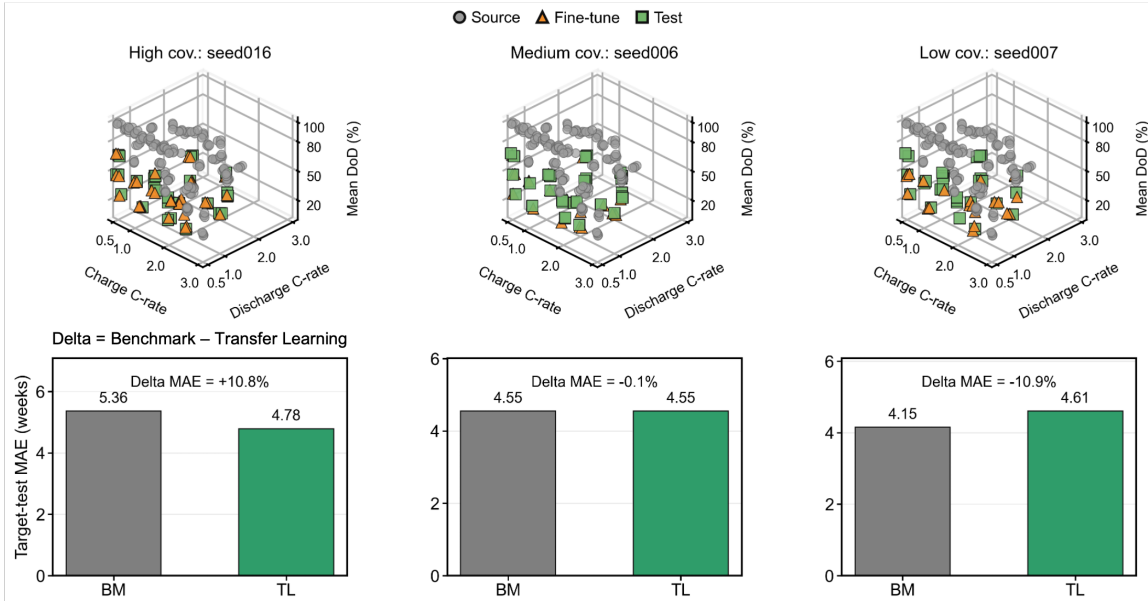 Source Fine-tune Test
High cov.: seed016
Medium cov.: seed006
Low cov.: seed007
100
80
50
20
Mean DoD (%)
0.5
1.0
2.0
3.0
Charge C-rate
0.5
1.0
2.0
3.0
Discharge C-rate
100
80
50
20
Mean DoD (%)
0.5
1.0
2.0
3.0
Charge C-rate
0.5
1.0
2.0
3.0
Discharge C-rate
100
80
50
20
Mean DoD (%)
0.5
1.0
2.0
3.0
Charge C-rate
0.5
1.0
2.0
3.0
Discharge C-rate
Delta = Benchmark – Transfer Learning
Target-test MAE (weeks)
6
4
2
0
Delta MAE = +10.8%
5.36
4.78
BM
TL
6
4
2
0
Delta MAE = -0.1%
4.55
4.55
BM
TL
6
4
2
0
Delta MAE = -10.9%
4.15
4.61
BM
TL